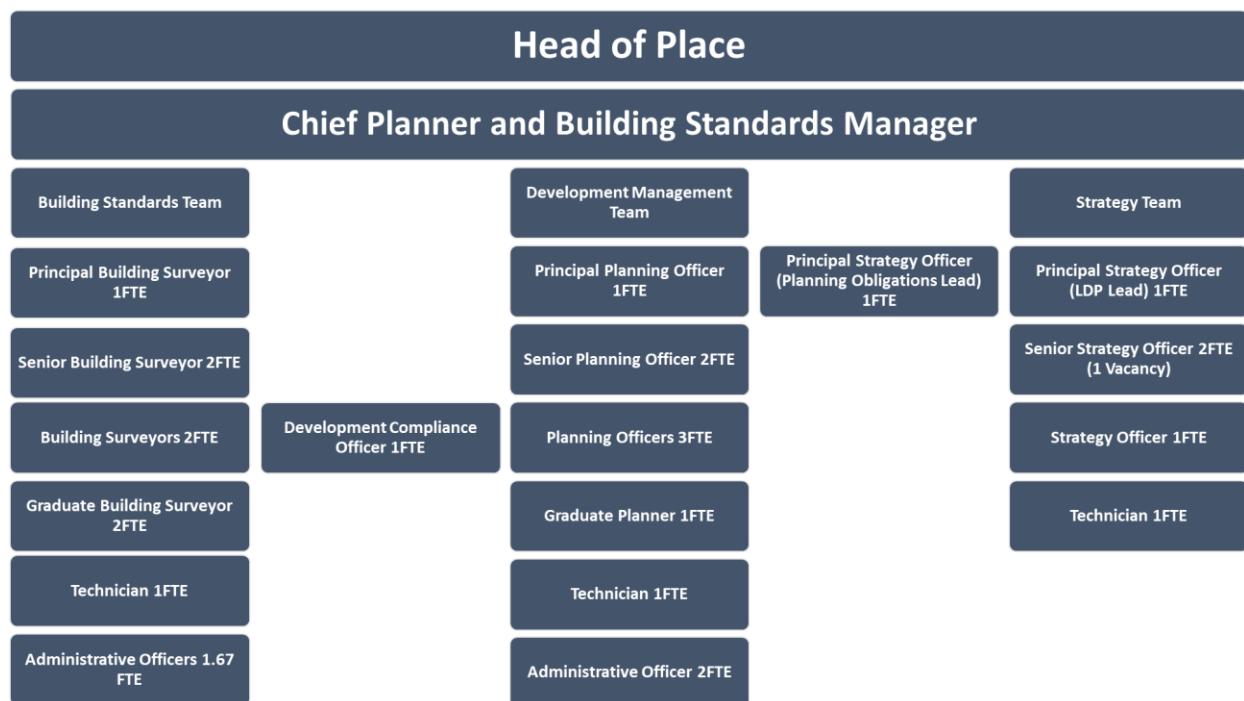 Head of Place
Chief Planner and Building Standards Manager
Building Standards Team
Development Management
Team
Strategy Team
Principal Building Surveyor
1FTE
Principal Planning Officer
1FTE
Principal Strategy Officer
(Planning Obligations Lead)
1FTE
Principal Strategy Officer
(LDP Lead) 1FTE
Senior Building Surveyor 2FTE
Senior Planning Officer 2FTE
Senior Strategy Officer 2FTE
(1 Vacancy)
Building Surveyors 2FTE
Development Compliance
Officer 1FTE
Planning Officers 3FTE
Strategy Officer 1FTE
Graduate Building Surveyor
2FTE
Graduate Planner 1FTE
Technician 1FTE
Technician 1FTE
Technician 1FTE
Administrative Officers 1.67
FTE
Administrative Officer 2FTE